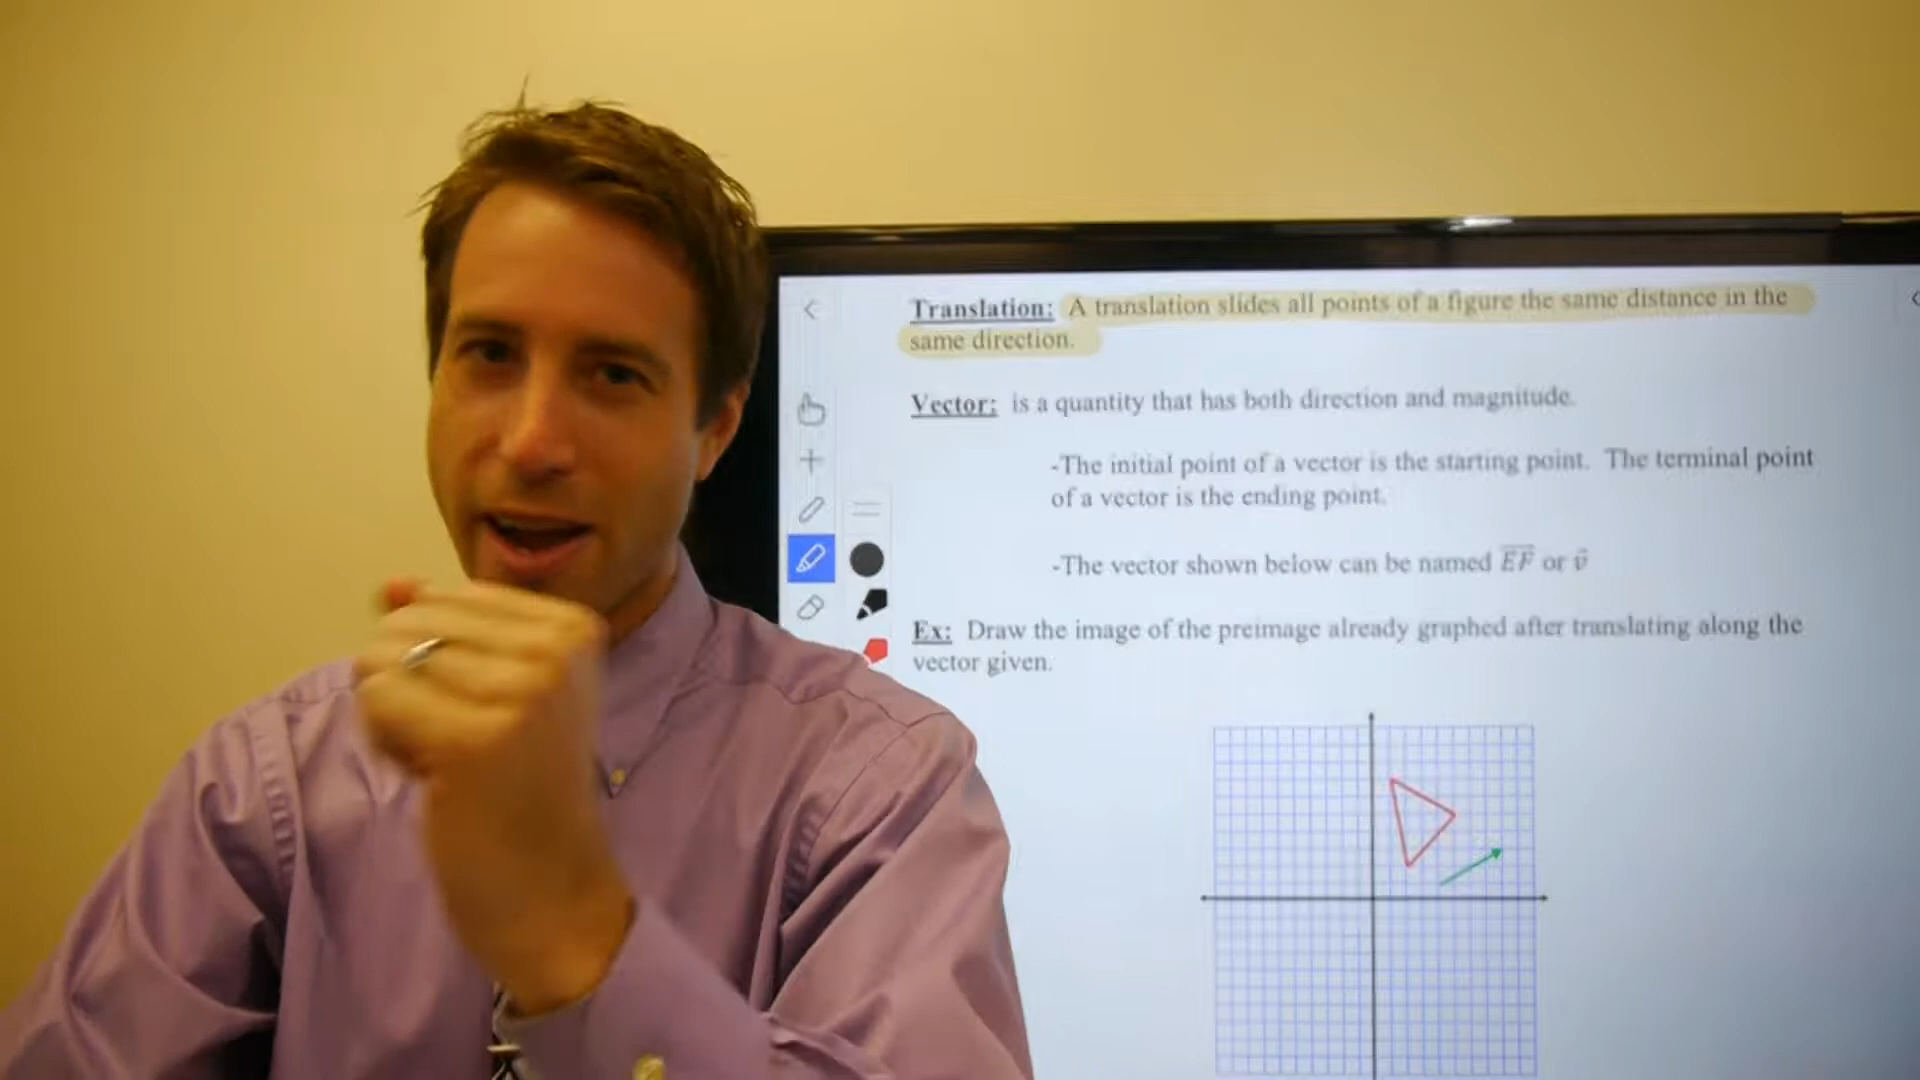 Translation: A translation slides all points of a figure the same distance in the
same direction.
Vector: is a quantity that has both direction and magnitude.
-The initial point of a vector is the starting point. The terminal point
of a vector is the ending point.
-The vector shown below can be named E⃗F⃗ or v⃗
Ex: Draw the image of the preimage already graphed after translating along the
vector given.